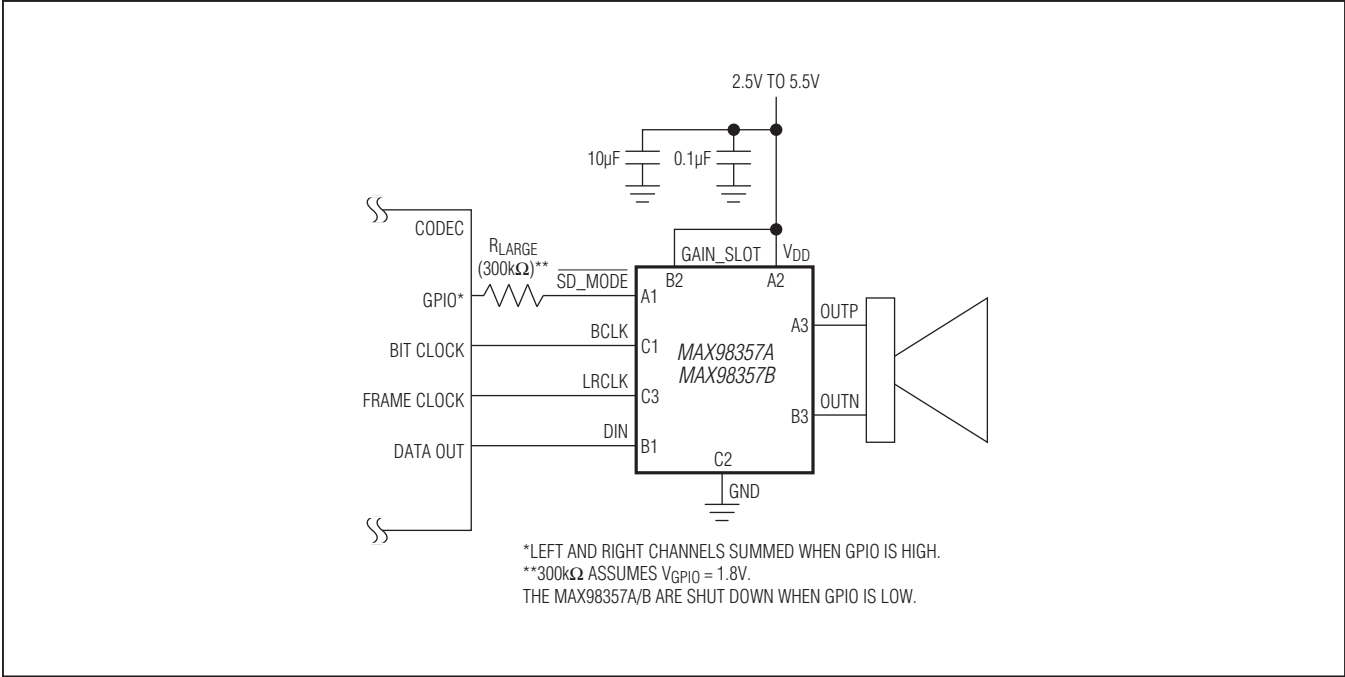 2.5V TO 5.5V
10µF
0.1µF
CODEC
RLARGE
(300kΩ)**
SD_MODE
GAIN_SLOT
VDD
B2
A2
GPIO*
A1
OUTP
A3
BCLK
BIT CLOCK
C1
MAX98357A
MAX98357B
LRCLK
FRAME CLOCK
C3
OUTN
B3
DIN
DATA OUT
B1
C2
GND
*LEFT AND RIGHT CHANNELS SUMMED WHEN GPIO IS HIGH.
**300kΩ ASSUMES VGPIO = 1.8V.
THE MAX98357A/B ARE SHUT DOWN WHEN GPIO IS LOW.